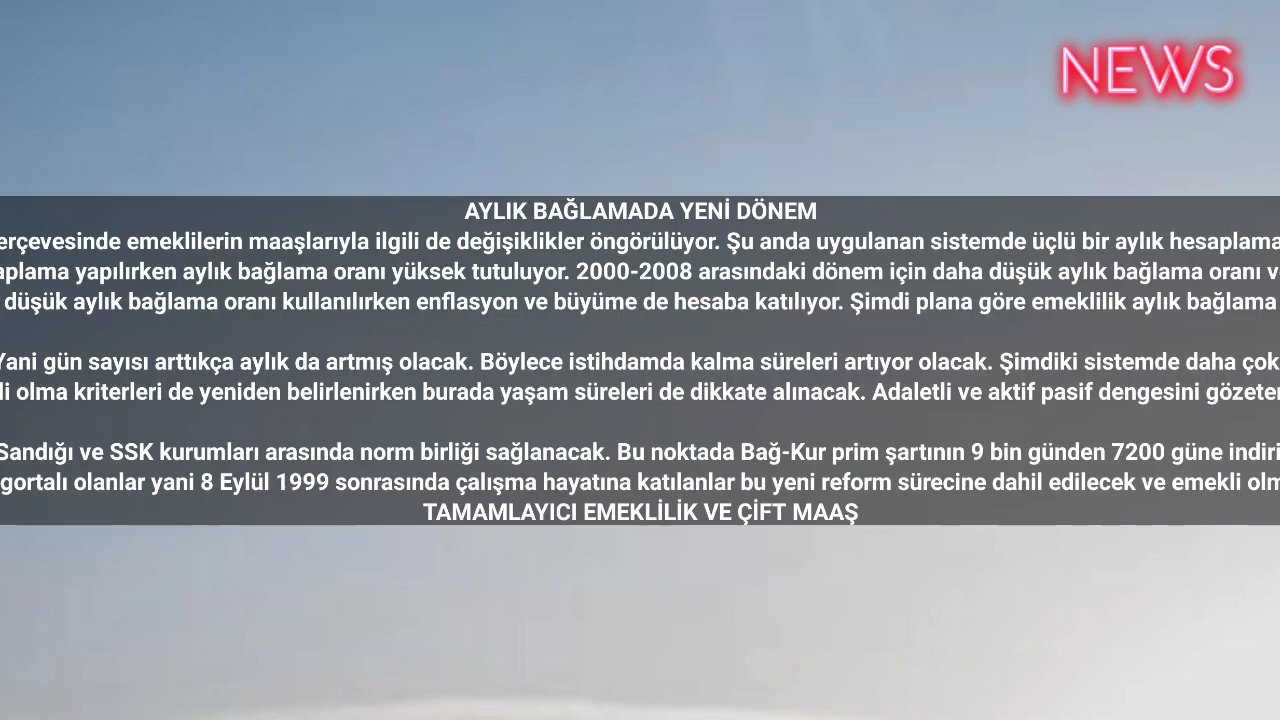 NEWS
AYLIK BAĞLAMADA YENİ DÖNEM
erçevesinde emeklilerin maaşlarıyla ilgili de değişiklikler öngörülüyor. Şu anda uygulanan sistemde üçlü bir aylık hesaplama
aplama yapılırken aylık bağlama oranı yüksek tutuluyor. 2000-2008 arasındaki dönem için daha düşük aylık bağlama oranı v
düşük aylık bağlama oranı kullanılırken enflasyon ve büyüme de hesaba katılıyor. Şimdi plana göre emeklilik aylık bağlama
Yani gün sayısı arttıkça aylık da artmış olacak. Böylece istihdamda kalma süreleri artıyor olacak. Şimdiki sistemde daha çok
li olma kriterleri de yeniden belirlenirken burada yaşam süreleri de dikkate alınacak. Adaletli ve aktif pasif dengesini gözeten
Sandığı ve SSK kurumları arasında norm birliği sağlanacak. Bu noktada Bağ-Kur prim şartının 9 bin günden 7200 güne indiri
gortalı olanlar yani 8 Eylül 1999 sonrasında çalışma hayatına katılanlar bu yeni reform sürecine dahil edilecek ve emekli olm
TAMAMLAYICI EMEKLİLİK VE ÇİFT MAAŞ